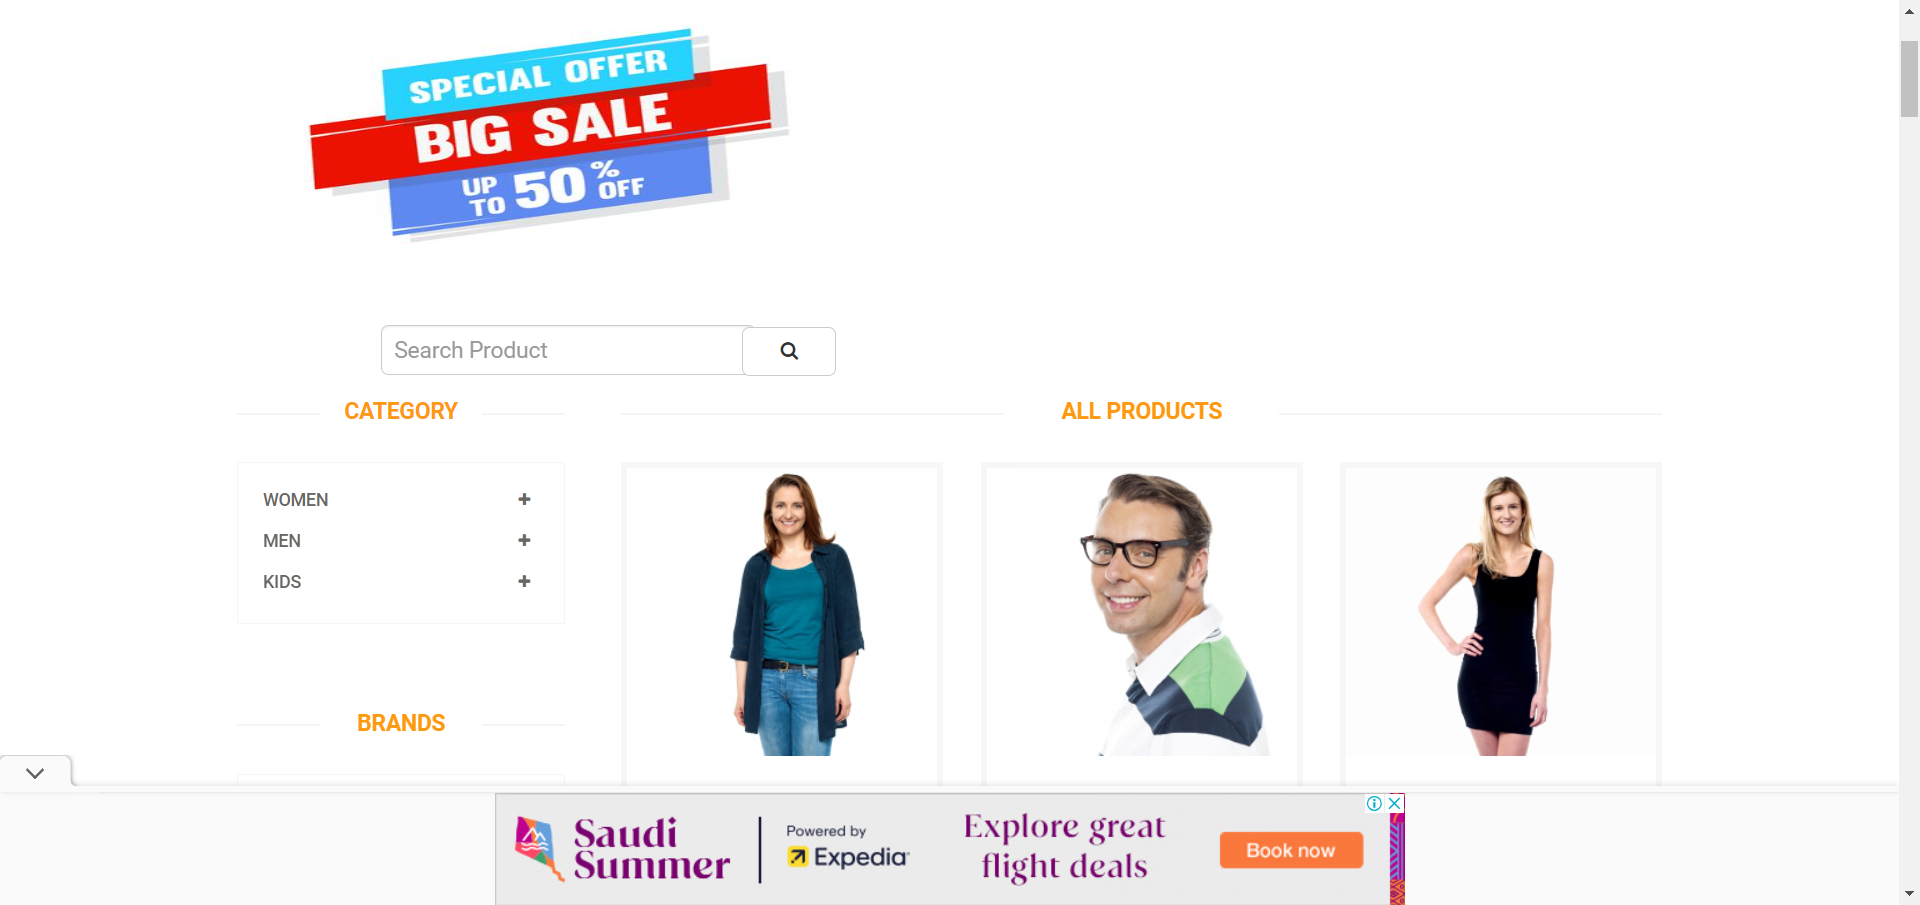 SPECIAL OFFER
BIG SALE
UP TO 50% OFF
Search Product
CATEGORY
ALL PRODUCTS
WOMEN
MEN
KIDS
BRANDS
Saudi Summer
Powered by
Expedia
Explore great
flight deals
Book now